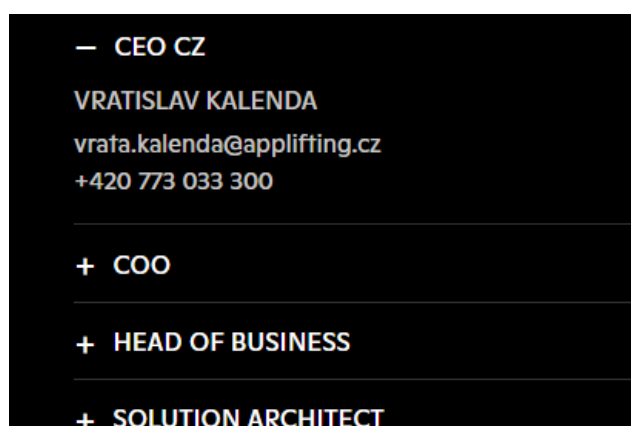 – CEO CZ
VRATISLAV KALENDA
vrata.kalenda@applifting.cz
+420 773 033 300
+ COO
+ HEAD OF BUSINESS
+ SOLUTION ARCHITECT